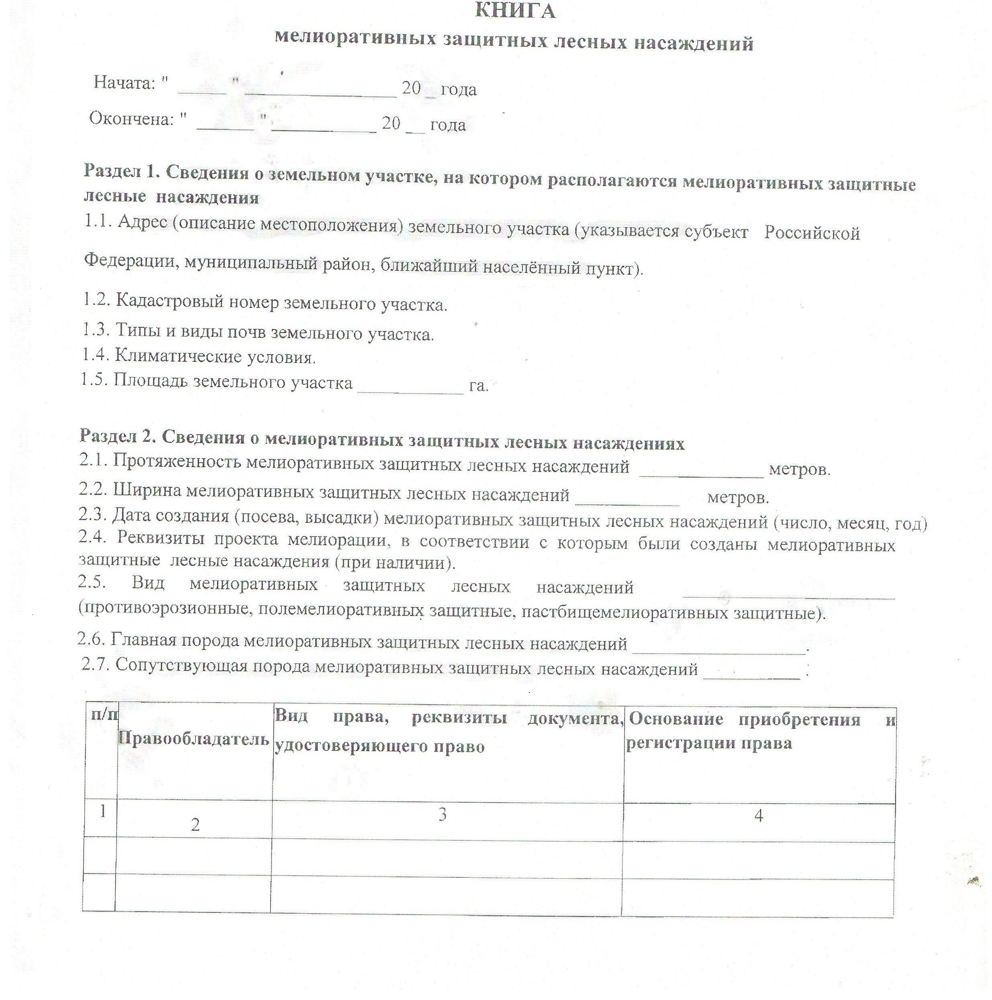 КНИГА
мелиоративных защитных лесных насаждений
Начата: " _____ " _______________ 20 _ года
Окончена: " ______ " ___________ 20 __ года
Раздел 1. Сведения о земельном участке, на котором располагаются мелиоративных защитные
лесные насаждения
1.1. Адрес (описание местоположения) земельного участка (указывается субъект Российской
Федерации, муниципальный район, ближайший населённый пункт).
1.2. Кадастровый номер земельного участка.
1.3. Типы и виды почв земельного участка.
1.4. Климатические условия.
1.5. Площадь земельного участка ___________ га.
Раздел 2. Сведения о мелиоративных защитных лесных насаждениях
2.1. Протяженность мелиоративных защитных лесных насаждений ____________ метров.
2.2. Ширина мелиоративных защитных лесных насаждений __________ метров.
2.3. Дата создания (посева, высадки) мелиоративных защитных лесных насаждений (число, месяц, год)
2.4. Реквизиты проекта мелиорации, в соответствии с которым были созданы мелиоративных
защитные лесные насаждения (при наличии).
2.5. Вид мелиоративных защитных лесных насаждений ____________________
(противоэрозионные, полемелиоративных защитные, пастбищемелиоративных защитные).
2.6. Главная порода мелиоративных защитных лесных насаждений _________________.
2.7. Сопутствующая порода мелиоративных защитных лесных насаждений __________ .
п/п
Правообладатель
Вид права, реквизиты документа,
удостоверяющего право
Основание приобретения и
регистрации права
1
2
3
4